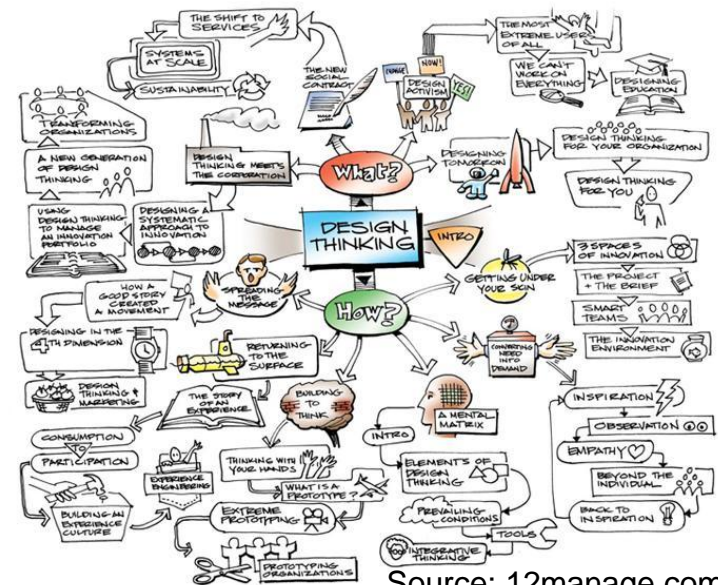 THE SHIFT TO
SERVICES
SYSTEMS
AT SCALE
SUSTAINABILITY
THE NEW
SOCIAL
CONTRACT
CHANGE
NOW!
YES!
DESIGN
ACTIVISM
THE MOST
EXTREME USERS
OF ALL
WE CAN'T
WORK ON
EVERYTHING
DESIGNING
EDUCATION
TRANSFORMING
ORGANIZATIONS
A NEW GENERATION
OF DESIGN
THINKING
USING
DESIGN THINKING
TO MANAGE
AN INNOVATION
PORTFOLIO
DESIGNING A
SYSTEMATIC
APPROACH TO
INNOVATION
DESIGN
THINKING MEETS
THE CORPORATION
What?
DESIGNING
TOMORROW
DESIGN THINKING
FOR YOUR ORGANIZATION
DESIGN THINKING
FOR YOU
DESIGN
THINKING
INTRO
How?
SPREADING
THE
MESSAGE
HOW A
GOOD STORY
CREATED
A MOVEMENT
DESIGNING IN THE
4TH DIMENSION
DESIGN
THINKING +
MARKETING
GETTING UNDER
YOUR SKIN
3 SPACES
OF INNOVATION
THE PROJECT
+ THE BRIEF
SMART
TEAMS
THE INNOVATION
ENVIRONMENT
RETURNING
TO THE
SURFACE
THE STORY
OF AN
EXPERIENCE
CONSUMPTION
TO
PARTICIPATION
BUILDING AN
EXPERIENCE
CULTURE
EXPERIENCE
ENGINEERING
BUILDING
TO
THINK
THINKING WITH
YOUR HANDS
WHAT IS A
PROTOTYPE?
EXTREME
PROTOTYPING
PROTOTYPING
ORGANIZATIONS
A MENTAL
MATRIX
INTRO
ELEMENTS OF
DESIGN
THINKING
PREVAILING
CONDITIONS
TOOLS
INTEGRATIVE
THINKING
CONVERTING
NEED
INTO
DEMAND
INSPIRATION
OBSERVATION
EMPATHY
BEYOND THE
INDIVIDUAL
BACK TO
INSPIRATION
Source: 12manage.com